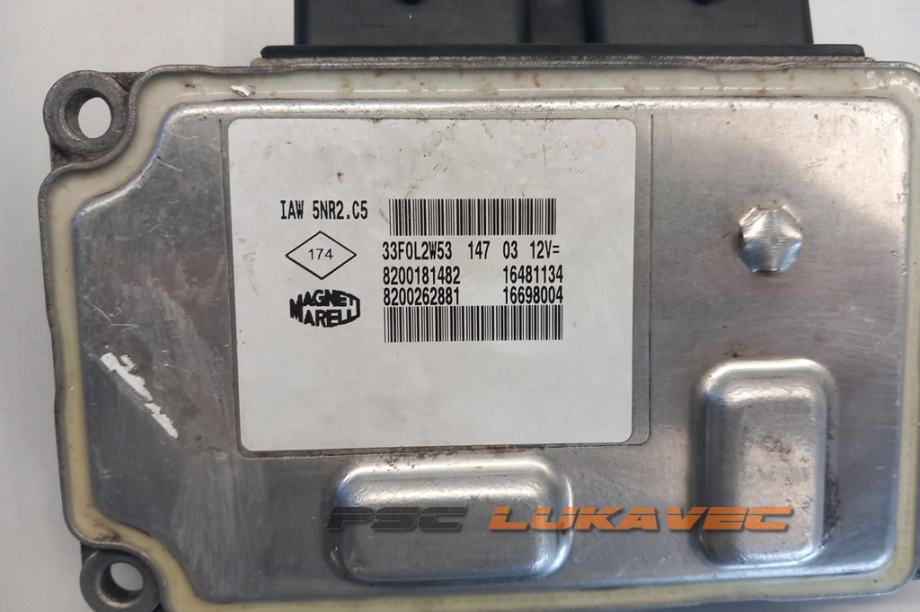 IAW 5NR2.C5
174
33F0L2W53 147 03 12V=
8200181482 16481134
8200262881 16698004
MAGNETI
MARELLI
PSC LUKAVEC